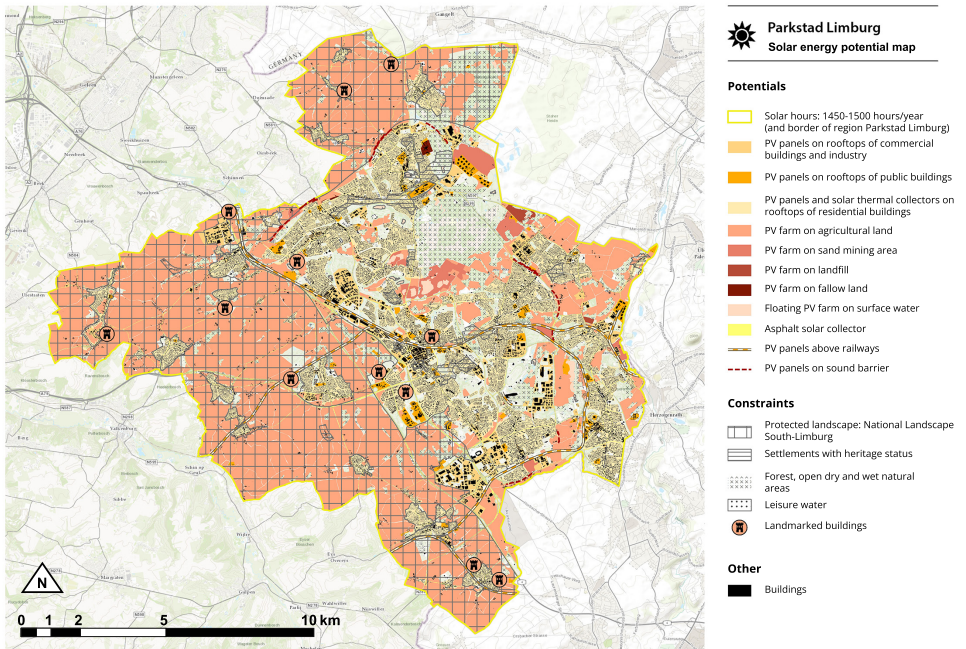 Parkstad Limburg
Solar energy potential map
Potentials
Solar hours: 1450-1500 hours/year
(and border of region Parkstad Limburg)
PV panels on rooftops of commercial
buildings and industry
PV panels on rooftops of public buildings
PV panels and solar thermal collectors on
rooftops of residential buildings
PV farm on agricultural land
PV farm on sand mining area
PV farm on landfill
PV farm on fallow land
Floating PV farm on surface water
Asphalt solar collector
PV panels above railways
PV panels on sound barrier
Constraints
Protected landscape: National Landscape
South-Limburg
Settlements with heritage status
Forest, open dry and wet natural
areas
Leisure water
Landmarked buildings
Other
Buildings
GERMANY
Gangelt
Herzogenrath
N
0 1 2 5 10 km